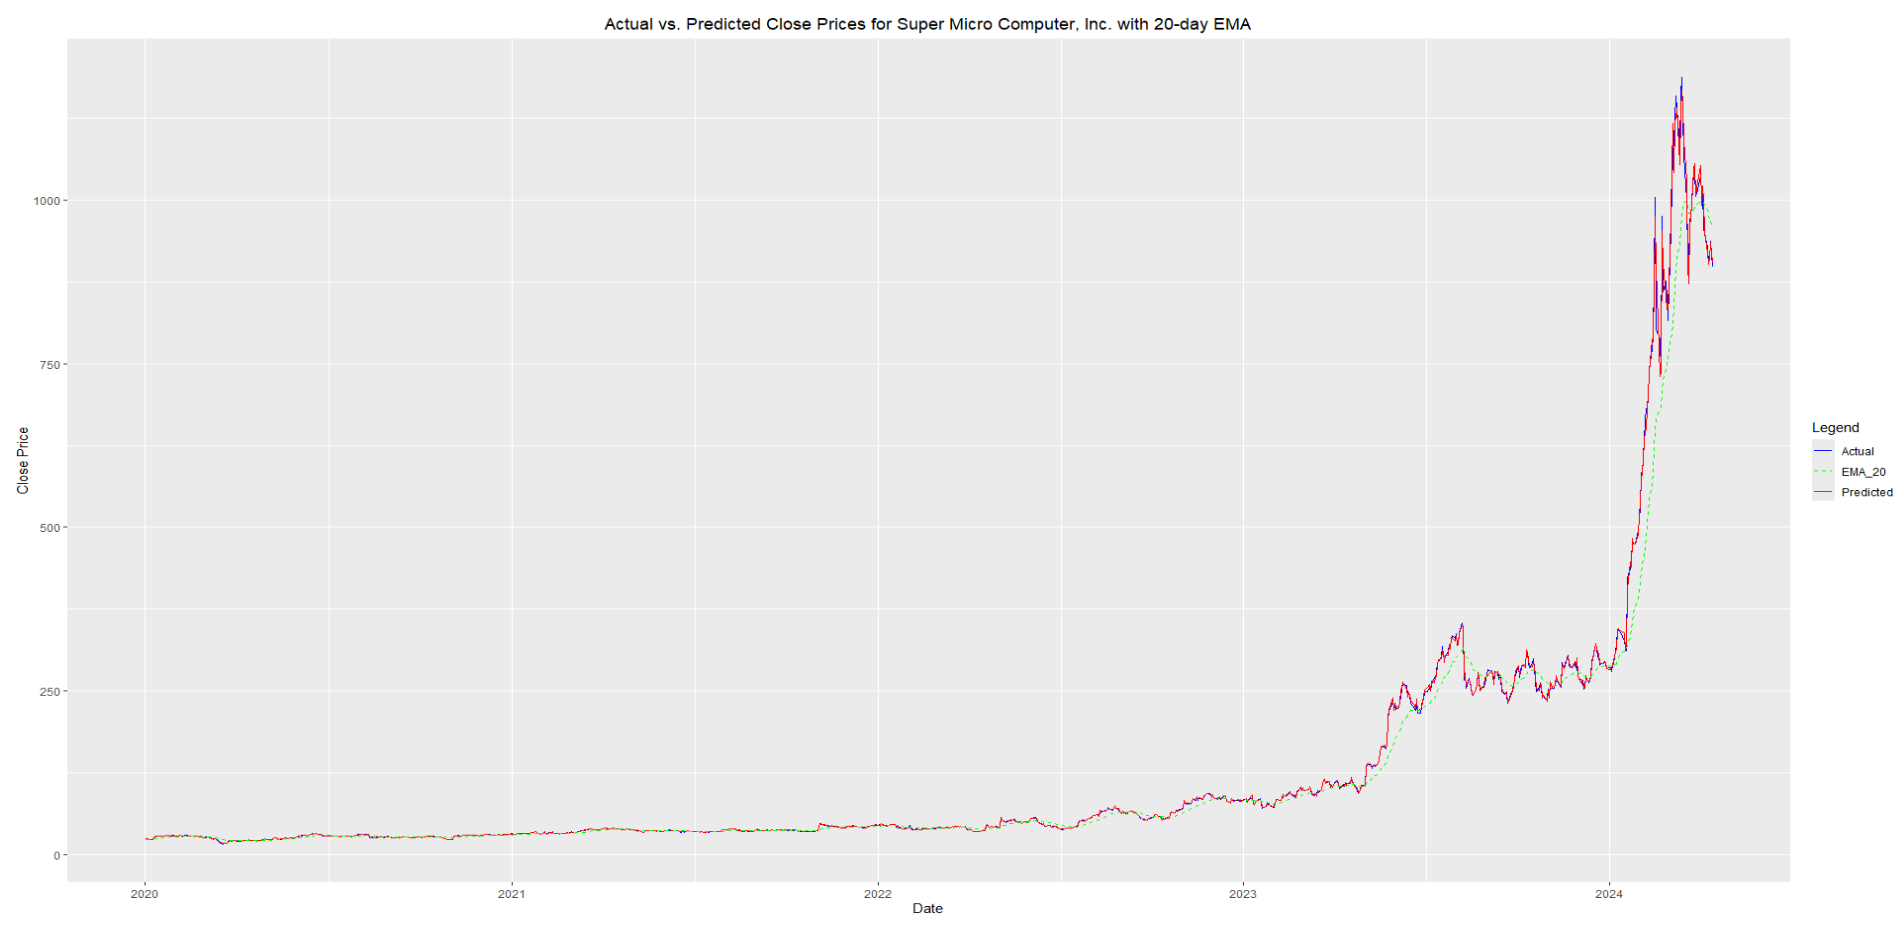 Actual vs. Predicted Close Prices for Super Micro Computer, Inc. with 20-day EMA
Close Price
1000
750
500
250
0
2020
2021
2022
2023
2024
Date
Legend
Actual
EMA_20
Predicted